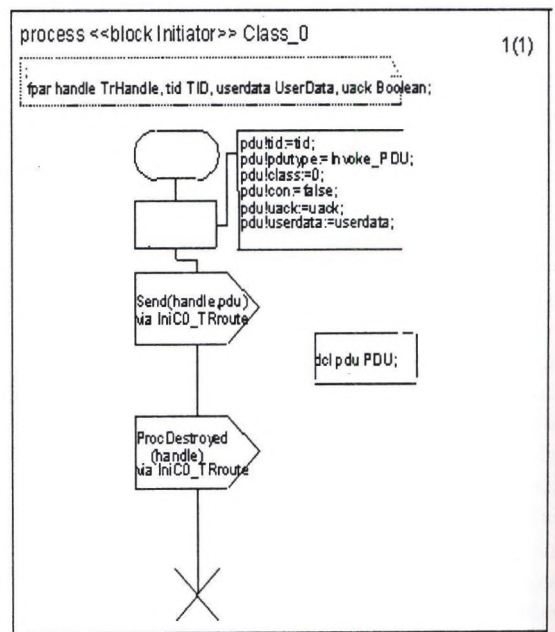 process <<block Initiator>> Class_0
1(1)
fpar handle TrHandle, tid TID, userdata UserData, uack Boolean;
pdu!tid:=tid;
pdu!pdutype:= Invoke_PDU;
pdu!class:=0;
pdu!con:=false;
pdu!uack:=uack;
pdu!userdata:=userdata;
Send(handle,pdu)
via IniC0_TRroute
dcl pdu PDU;
ProcDestroyed
(handle)
via IniC0_TRroute